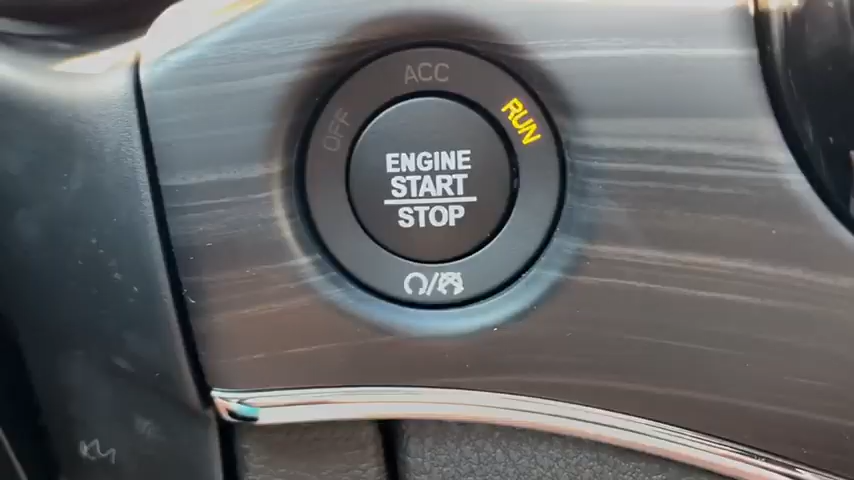 ACC
OFF
RUN
ENGINE
START
STOP